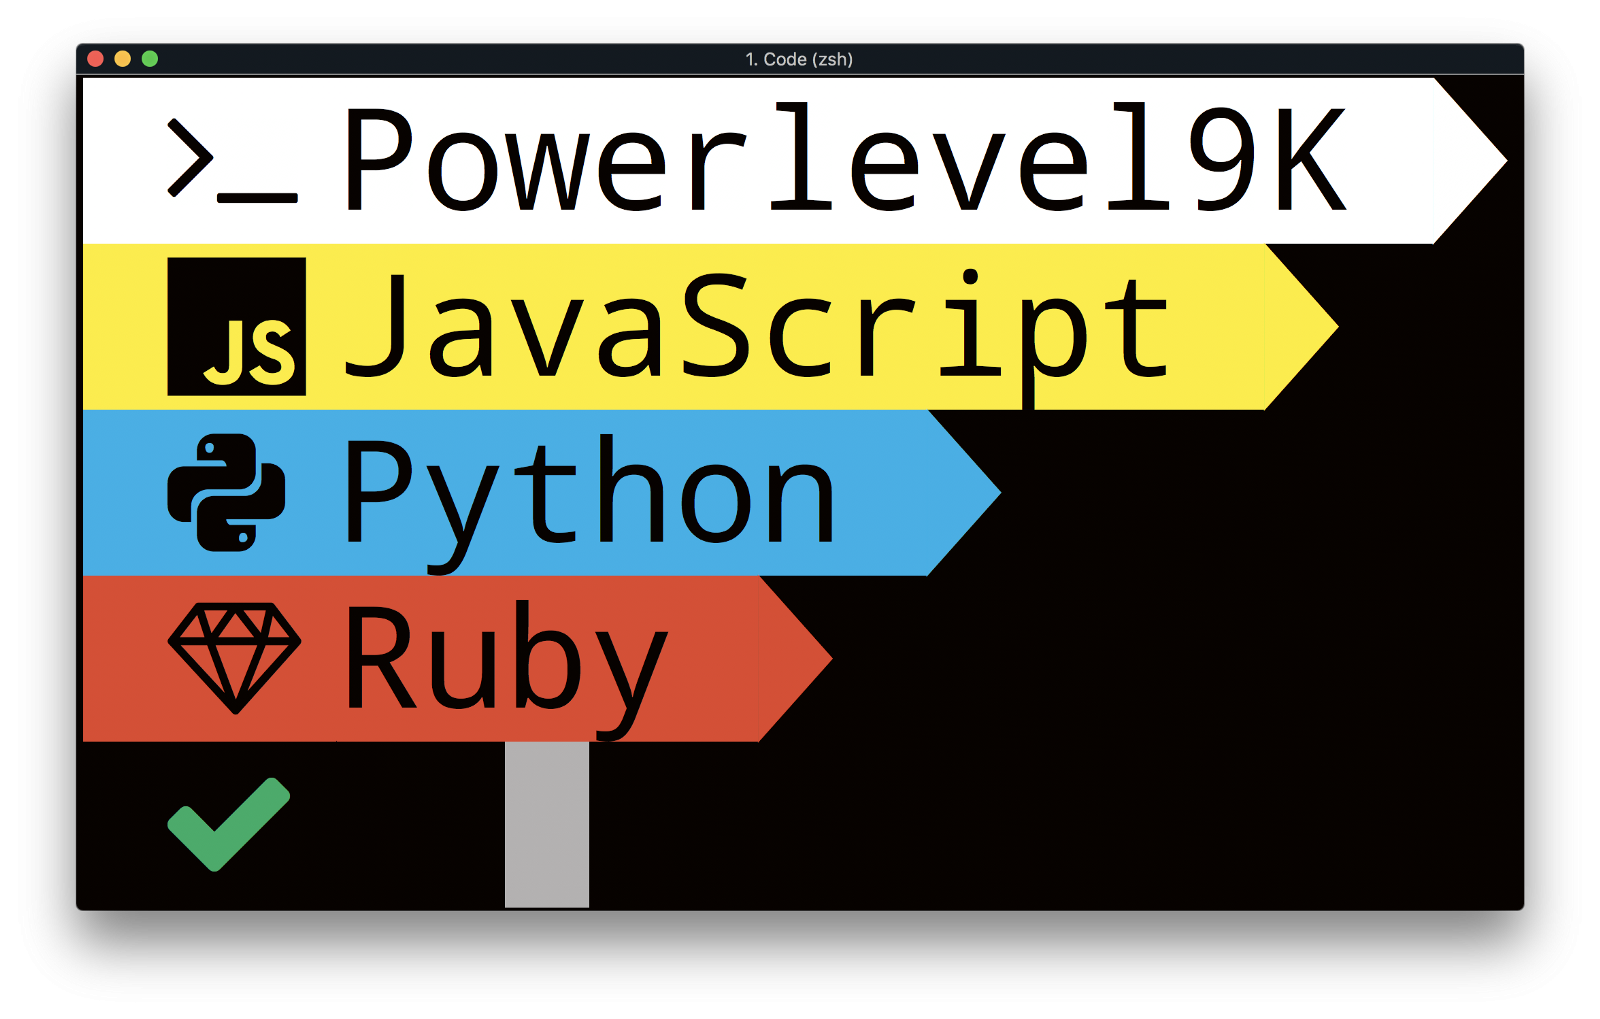 1. Code (zsh)
>_ Powerlevel9K
JS JavaScript
Python
Ruby